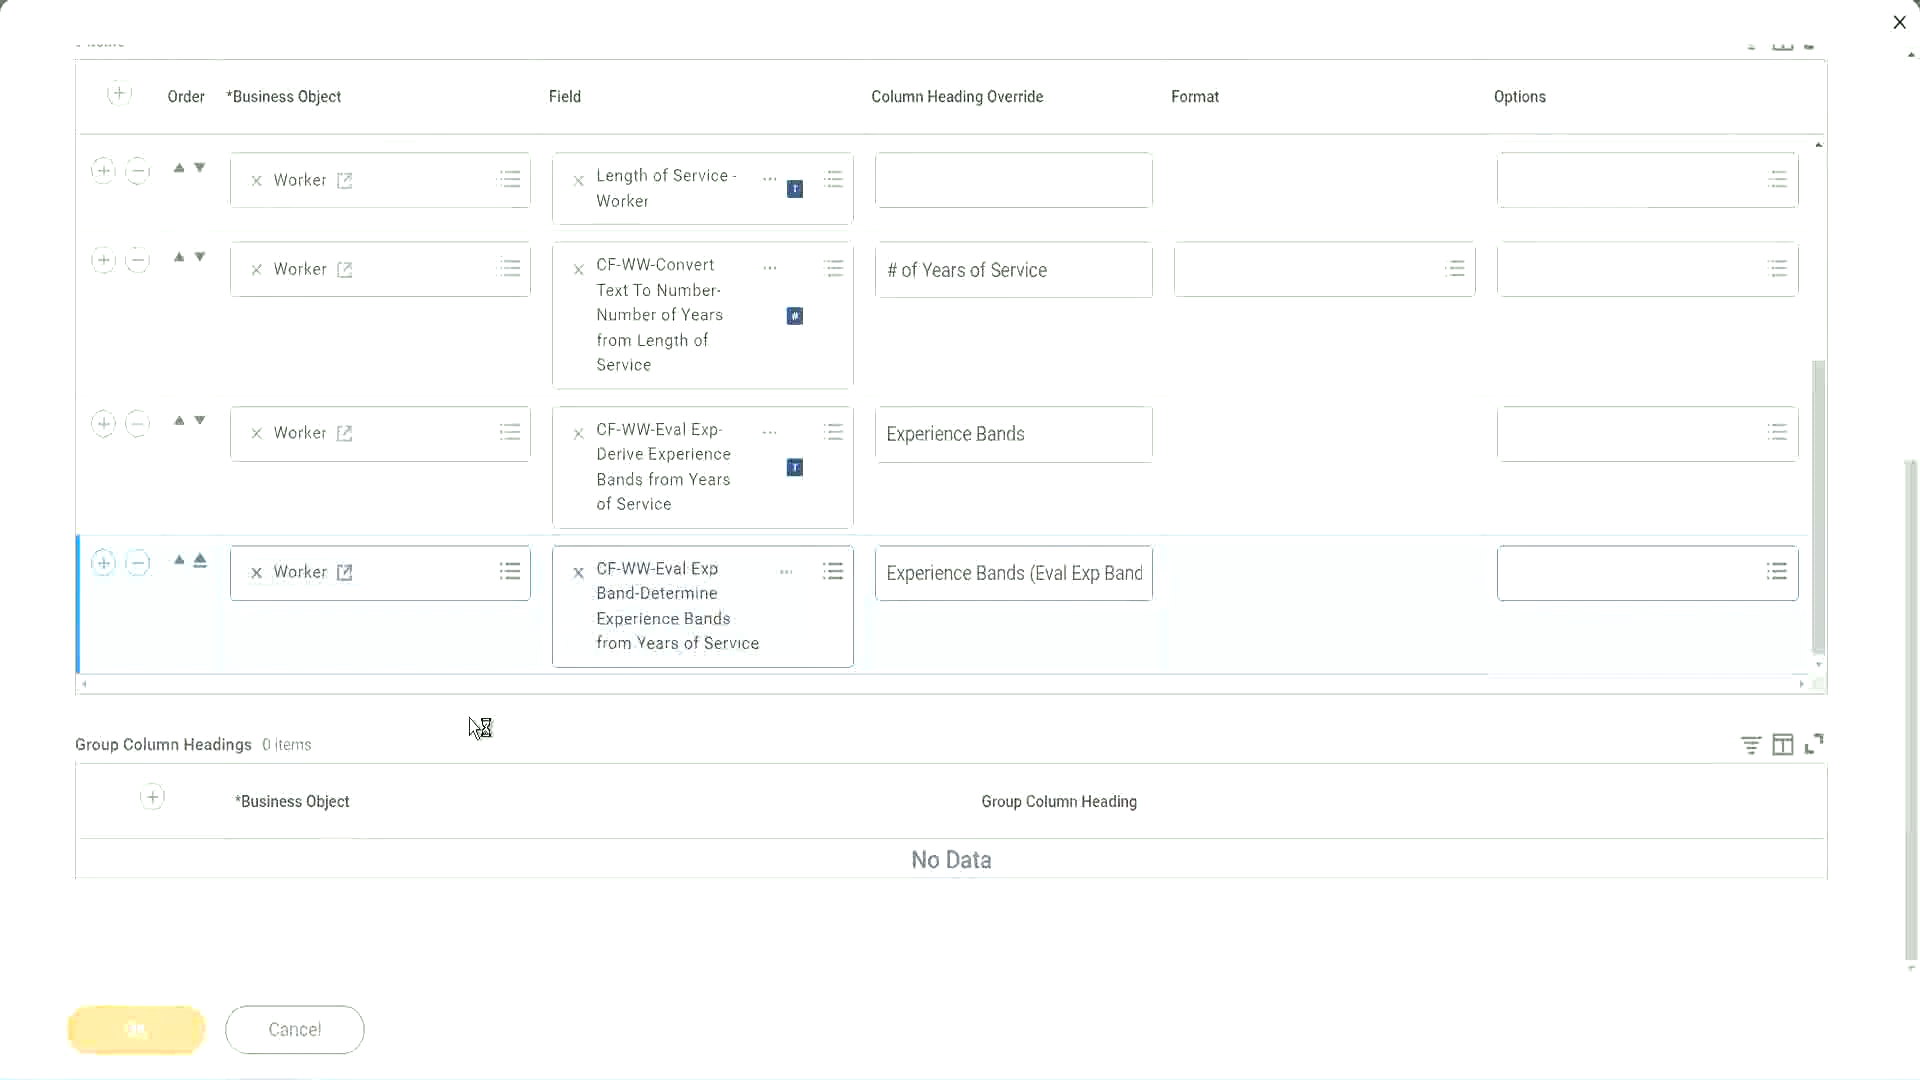 Order *Business Object Field Column Heading Override Format Options
Worker
Length of Service -
Worker
T
Worker
CF-WW-Convert
Text To Number-
Number of Years
from Length of
Service
#
# of Years of Service
Worker
CF-WW-Eval Exp-
Derive Experience
Bands from Years
of Service
T
Experience Bands
Worker
CF-WW-Eval Exp
Band-Determine
Experience Bands
from Years of Service
Experience Bands (Eval Exp Band
Group Column Headings 0 items
*Business Object Group Column Heading
No Data
Cancel